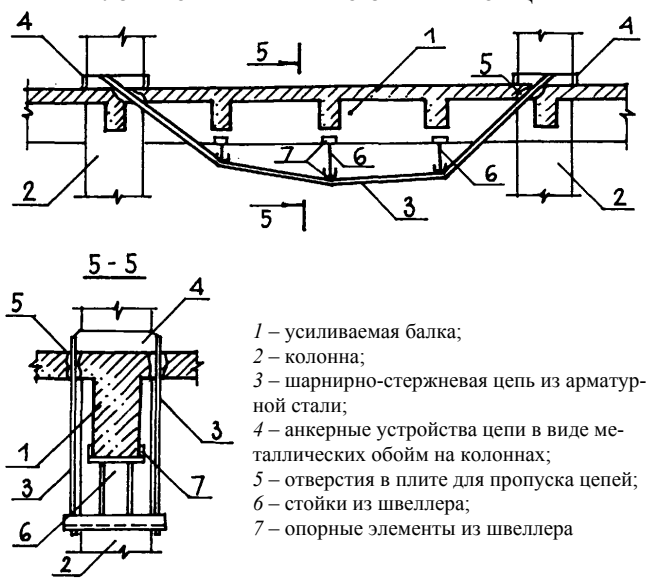 4
5
1
5
4
2
7
6
3
6
2
5
5 - 5
5
4
1
3
3
7
6
2
1 – усиливаемая балка;
2 – колонна;
3 – шарнирно-стержневая цепь из арматур-
ной стали;
4 – анкерные устройства цепи в виде ме-
таллических обойм на колоннах;
5 – отверстия в плите для пропуска цепей;
6 – стойки из швеллера;
7 – опорные элементы из швеллера